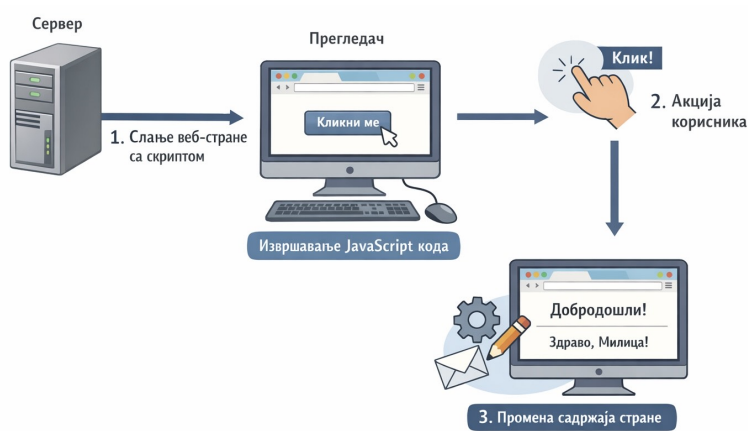 Сервер
Прегледач
Кликни ме
1. Слање веб-стране
са скриптом
Извршавање JavaScript кода
Клик!
2. Акција
корисника
Добродошли!
Здраво, Милица!
3. Промена садржаја стране